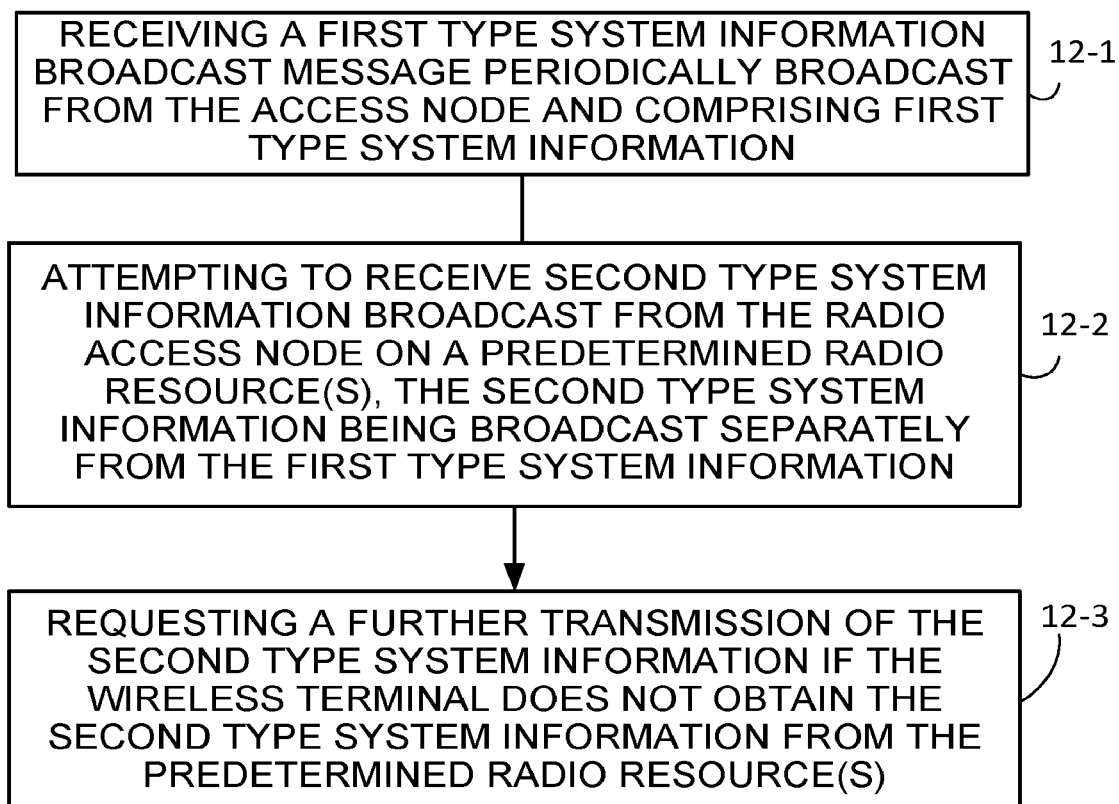 RECEIVING A FIRST TYPE SYSTEM INFORMATION
BROADCAST MESSAGE PERIODICALLY BROADCAST
FROM THE ACCESS NODE AND COMPRISING FIRST
TYPE SYSTEM INFORMATION
12-1
ATTEMPTING TO RECEIVE SECOND TYPE SYSTEM
INFORMATION BROADCAST FROM THE RADIO
ACCESS NODE ON A PREDETERMINED RADIO
RESOURCE(S), THE SECOND TYPE SYSTEM
INFORMATION BEING BROADCAST SEPARATELY
FROM THE FIRST TYPE SYSTEM INFORMATION
12-2
REQUESTING A FURTHER TRANSMISSION OF THE
SECOND TYPE SYSTEM INFORMATION IF THE
WIRELESS TERMINAL DOES NOT OBTAIN THE
SECOND TYPE SYSTEM INFORMATION FROM THE
PREDETERMINED RADIO RESOURCE(S)
12-3